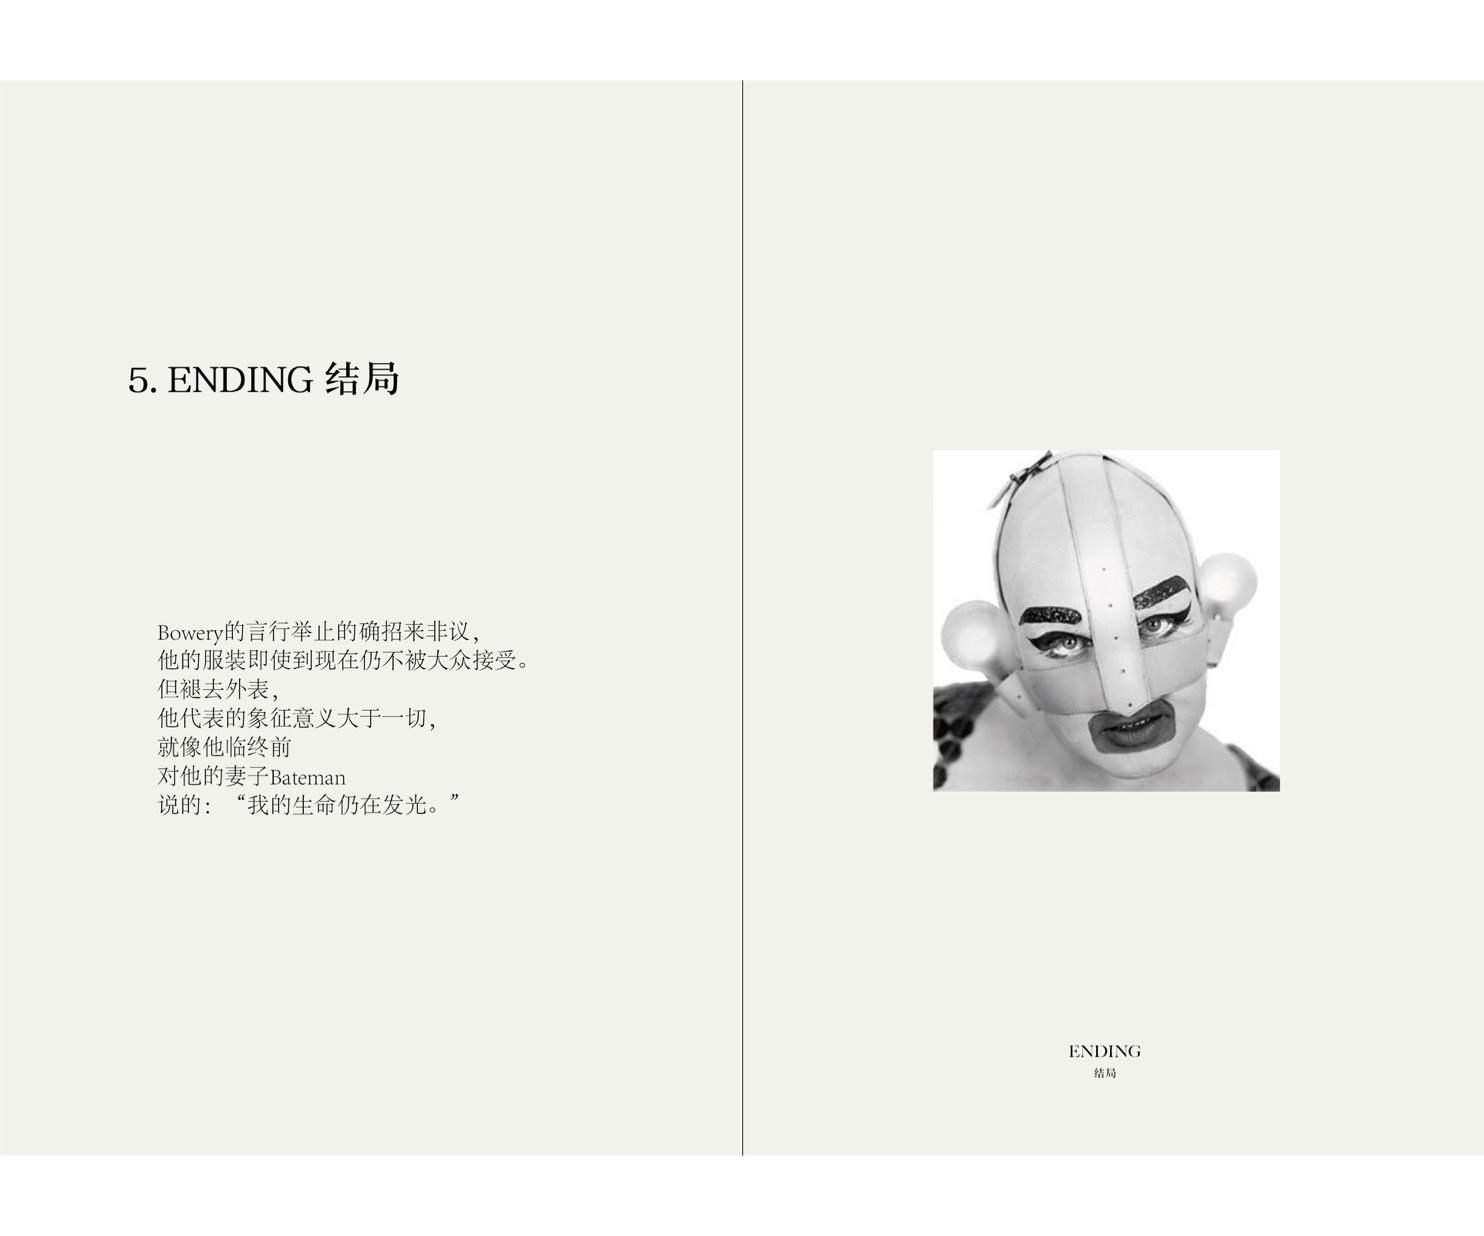 5. ENDING 结局
Bowery的言行举止的确招来非议，
他的服装即使到现在仍不被大众接受。
但褪去外表，
他代表的象征意义大于一切，
就像他临终前
对他的妻子Bateman
说的：“我的生命仍在发光。”
ENDING
结局